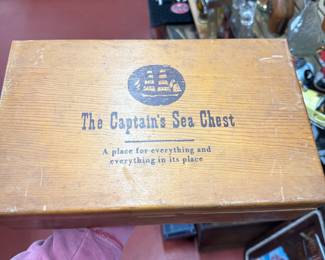 The Captain's Sea Chest
A place for everything and
everything in its place